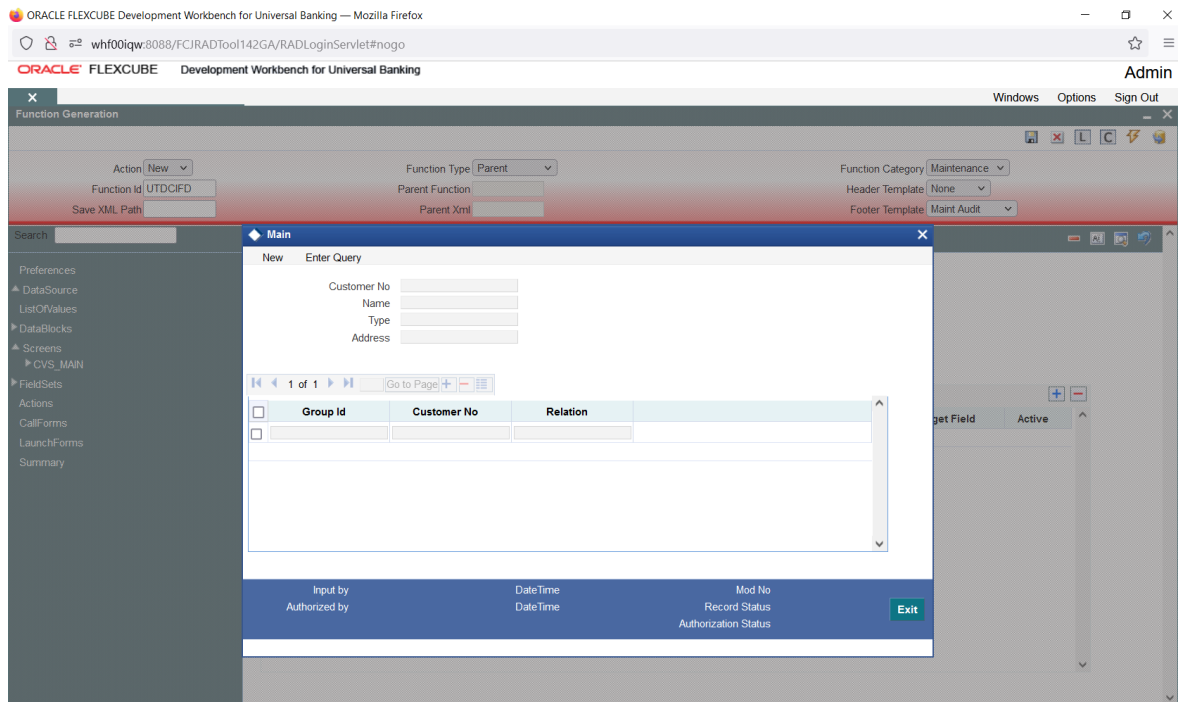 ORACLE FLEXCUBE Development Workbench for Universal Banking — Mozilla Firefox
whf00iqw:8088/FCJRADTool142GA/RADLoginServlet#nogo
ORACLE FLEXCUBE Development Workbench for Universal Banking
Admin
Windows Options Sign Out
Function Generation
Action New Function Type Parent Function Category Maintenance
Function Id UTDCIFD Parent Function Header Template None
Save XML Path Parent Xml Footer Template Maint Audit
Search
Preferences
DataSource
ListOfValues
DataBlocks
Screens
CVS_MAIN
FieldSets
Actions
CallForms
LaunchForms
Summary
Main
New Enter Query
Customer No
Name
Type
Address
1 of 1 Go to Page
Group Id Customer No Relation
get Field Active
Input by DateTime Mod No
Authorized by DateTime Record Status
Authorization Status
Exit